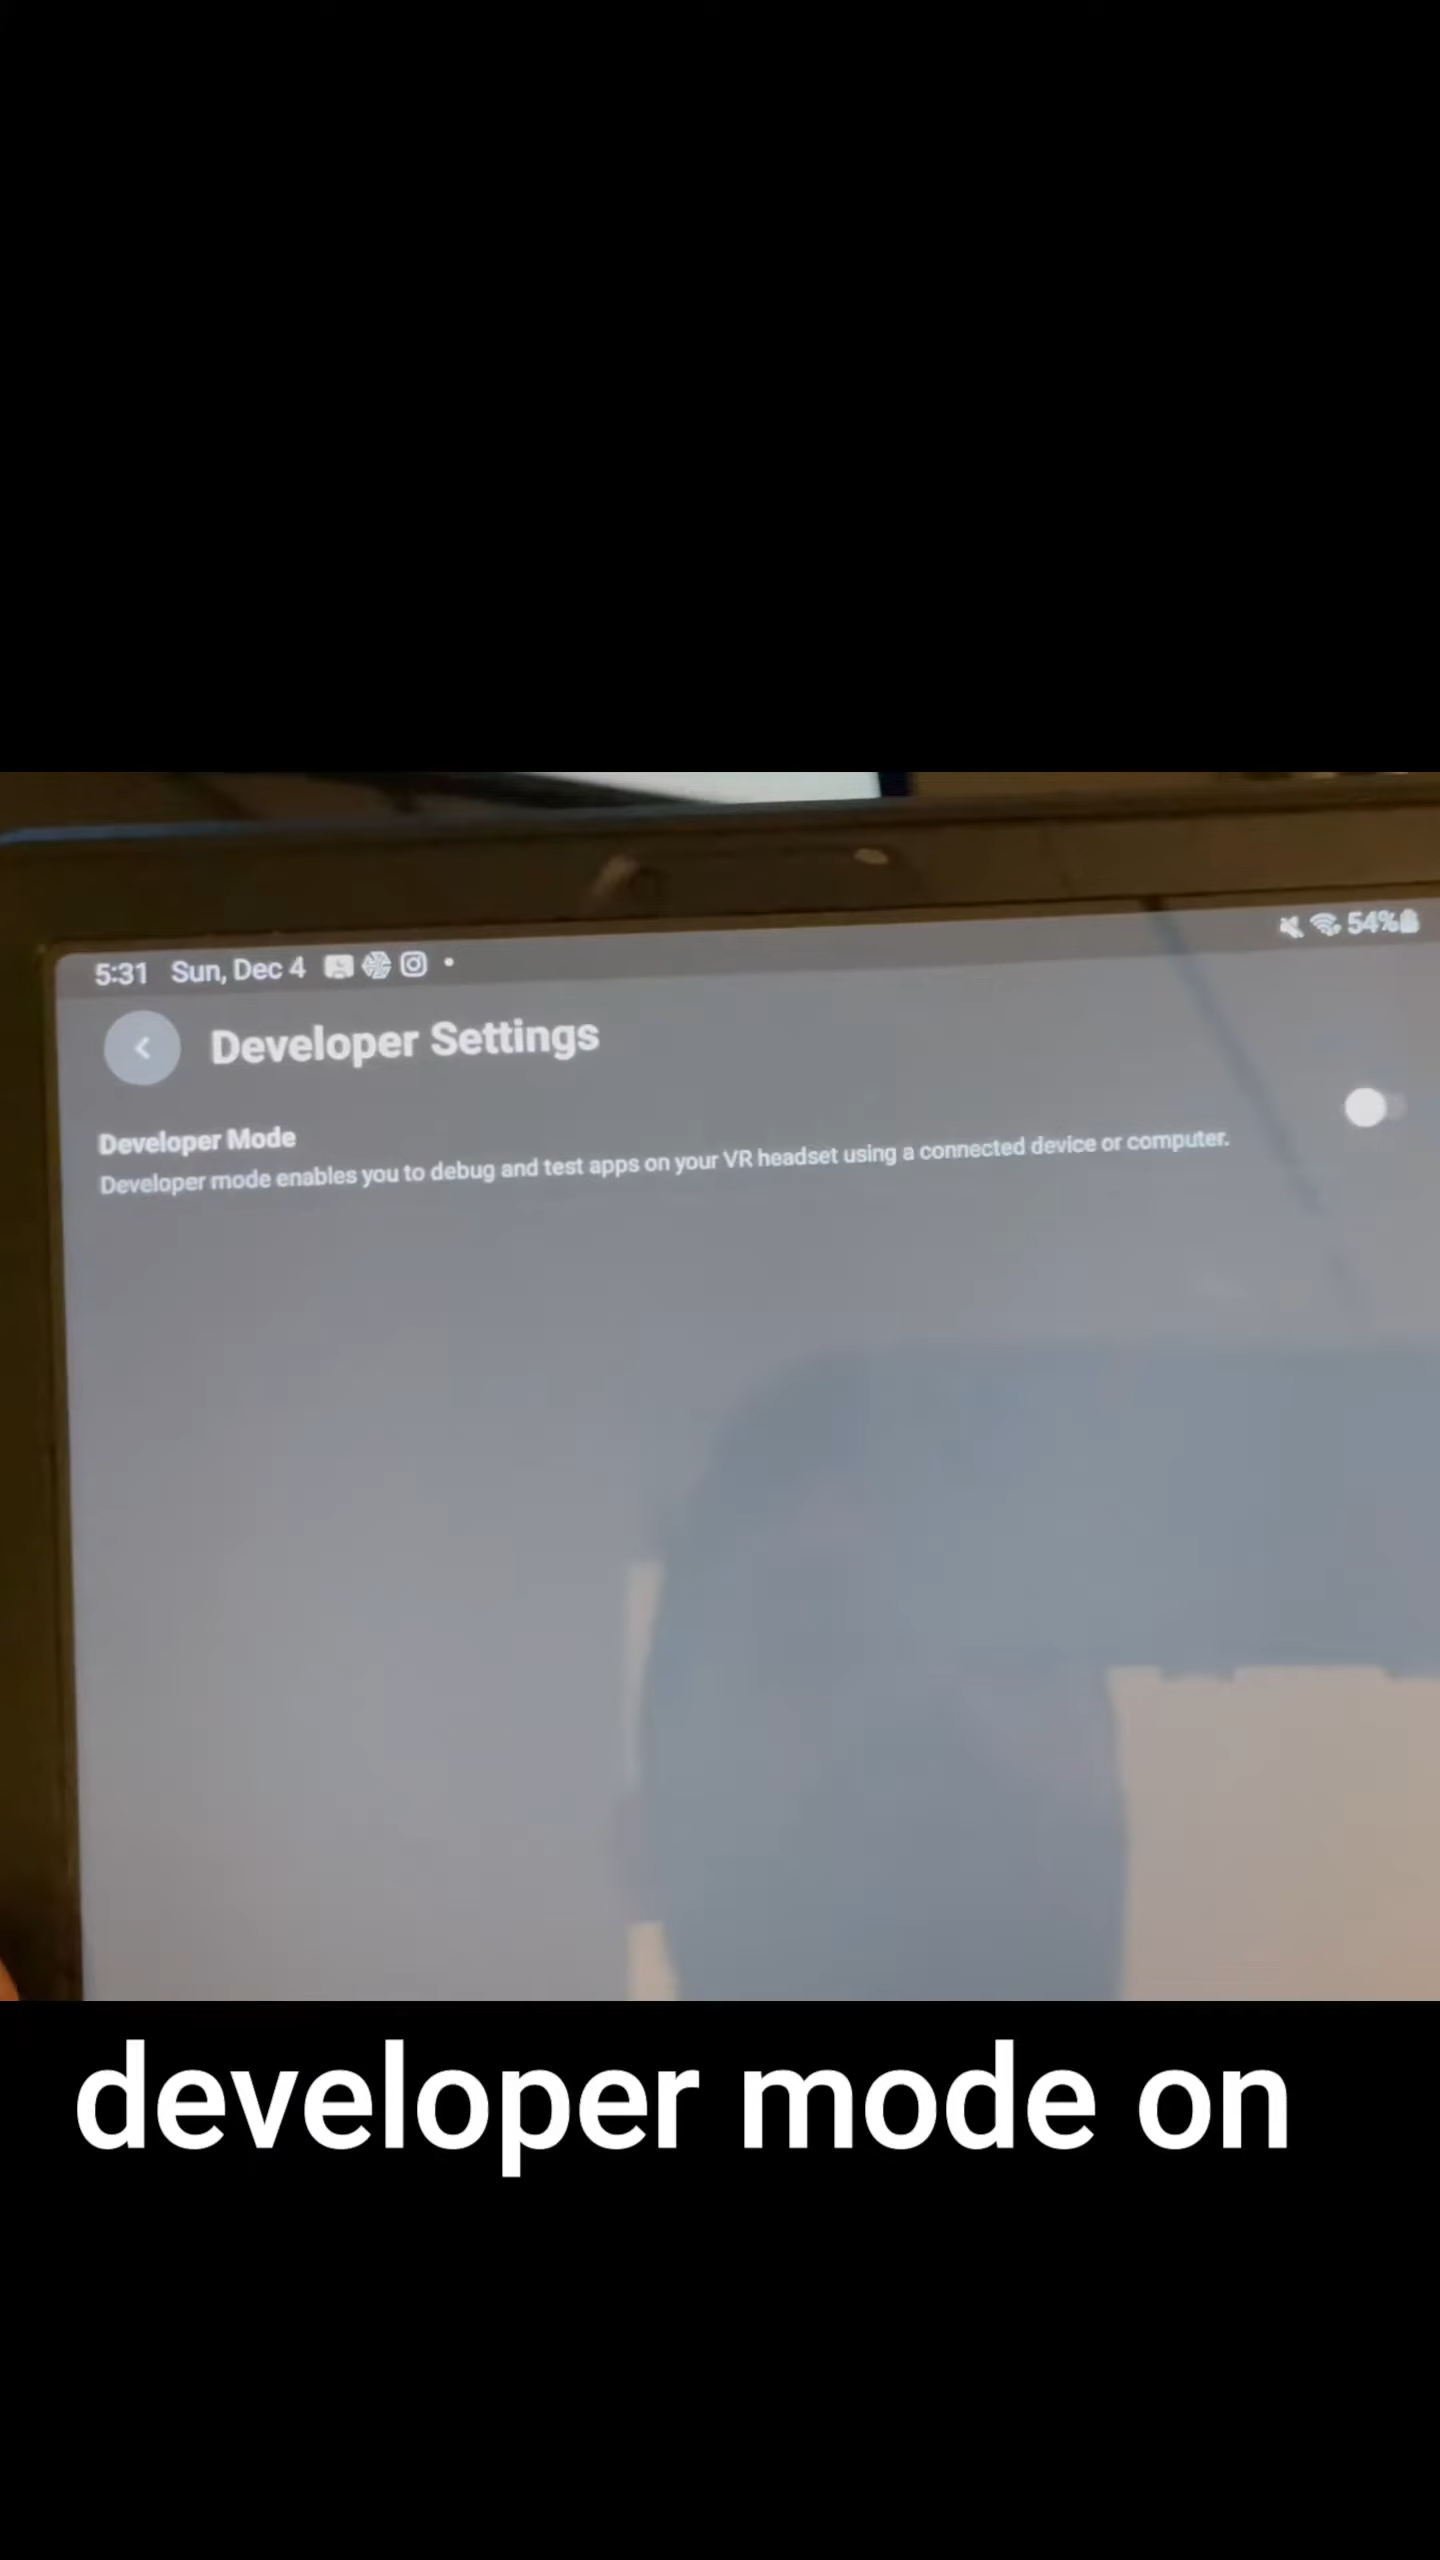 5:31 Sun, Dec 4
54%
Developer Settings
Developer Mode
Developer mode enables you to debug and test apps on your VR headset using a connected device or computer.
developer mode on